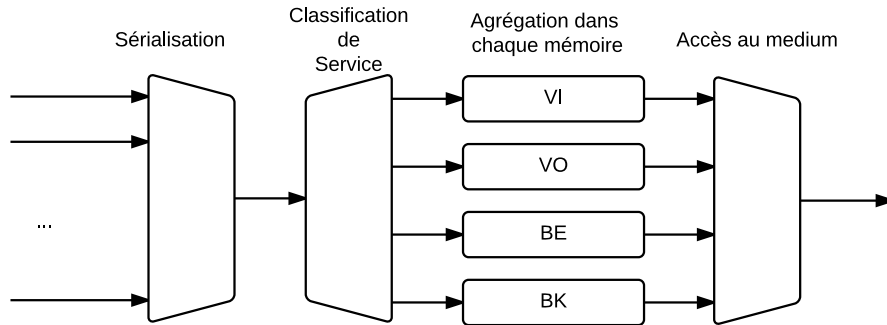 Sérialisation
Classification
de
Service
Agrégation dans
chaque mémoire
Accès au medium
...
VI
VO
BE
BK